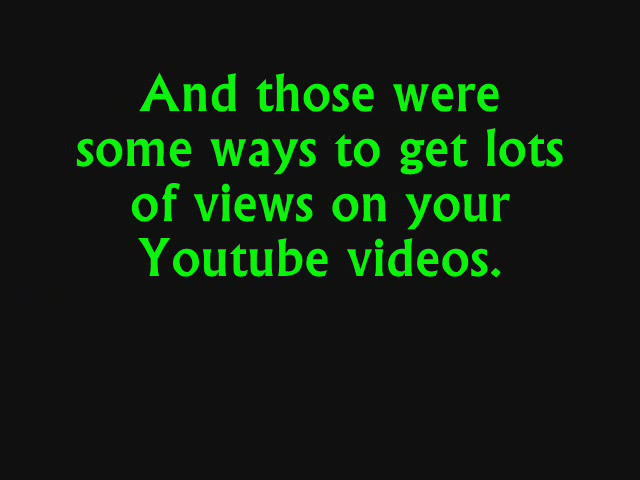 And those were
some ways to get lots
of views on your
Youtube videos.